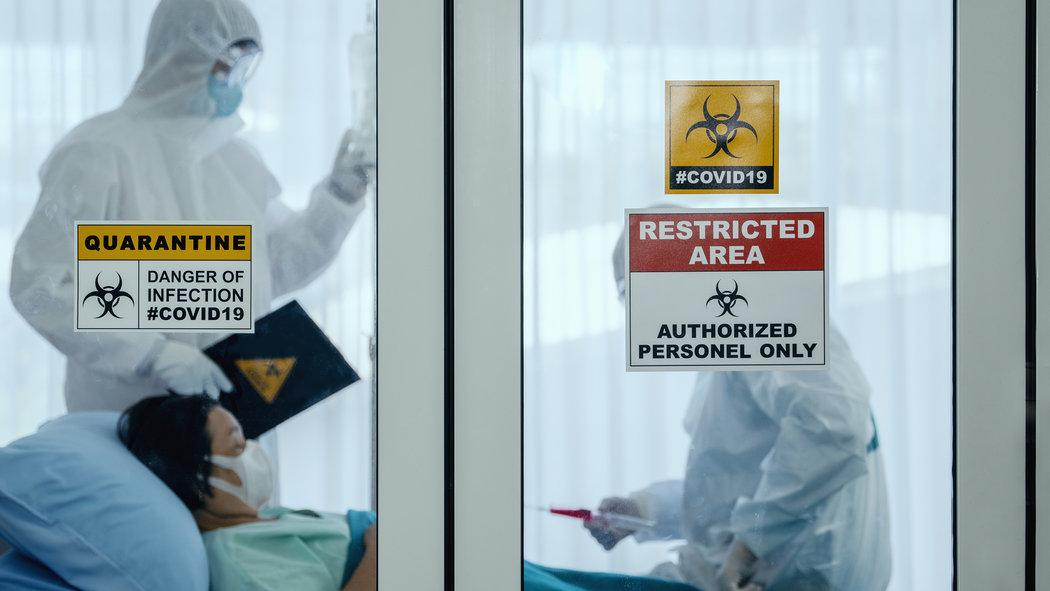 QUARANTINE
DANGER OF
INFECTION
#COVID19
#COVID19
RESTRICTED
AREA
AUTHORIZED
PERSONEL ONLY